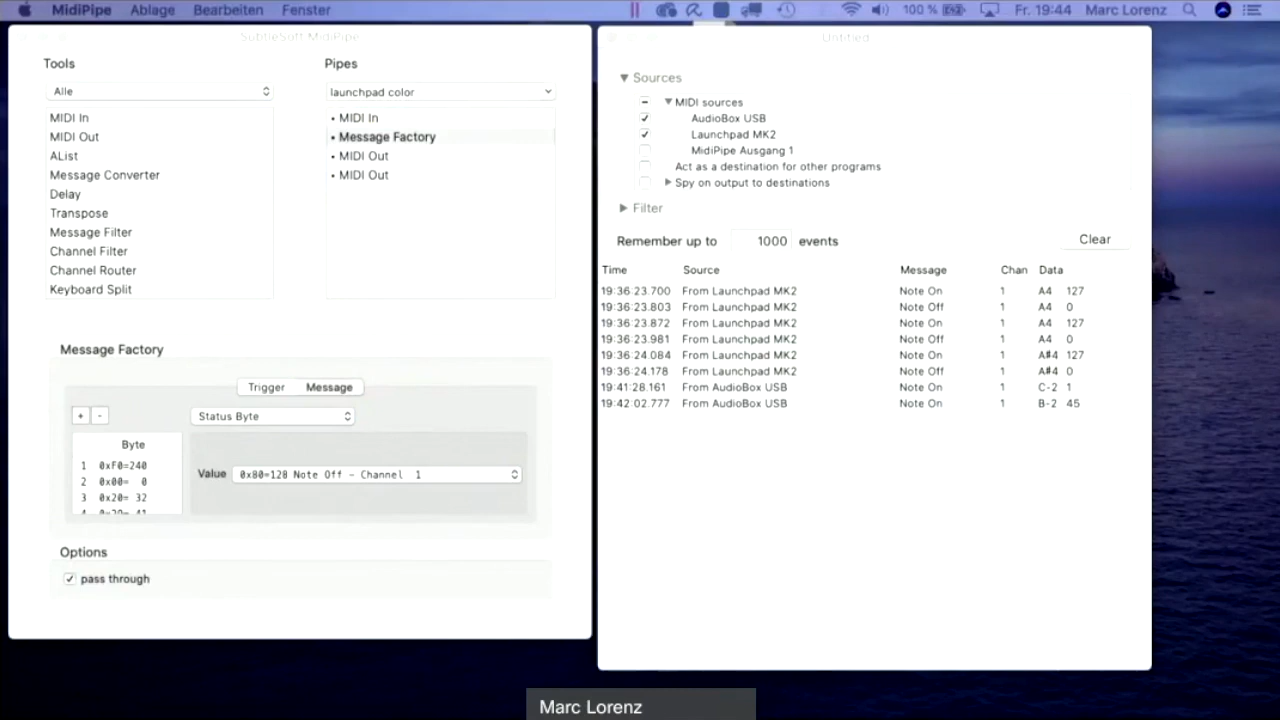 MidiPipe Ablage Bearbeiten Fenster 100 % Fr. 19:44 Marc Lorenz
SubtleSoft MidiPipe
Tools Pipes
Alle launchpad color
MIDI In
MIDI Out
AList
Message Converter
Delay
Transpose
Message Filter
Channel Filter
Channel Router
Keyboard Split
• MIDI In
• Message Factory
• MIDI Out
• MIDI Out
Message Factory
Trigger Message
+ - Status Byte
Byte
1 0xF0=240
2 0x00= 0
3 0x20= 32
4 0x29= 41
Value 0x80=128 Note Off - Channel 1
Options
pass through
Untitled
Sources
MIDI sources
AudioBox USB
Launchpad MK2
MidiPipe Ausgang 1
Act as a destination for other programs
Spy on output to destinations
Filter
Remember up to 1000 events Clear
Time Source Message Chan Data
19:36:23.700 From Launchpad MK2 Note On 1 A4 127
19:36:23.803 From Launchpad MK2 Note Off 1 A4 0
19:36:23.872 From Launchpad MK2 Note On 1 A4 127
19:36:23.981 From Launchpad MK2 Note Off 1 A4 0
19:36:24.084 From Launchpad MK2 Note On 1 A#4 127
19:36:24.178 From Launchpad MK2 Note Off 1 A#4 0
19:41:28.161 From AudioBox USB Note On 1 C-2 1
19:42:02.777 From AudioBox USB Note On 1 B-2 45
Marc Lorenz